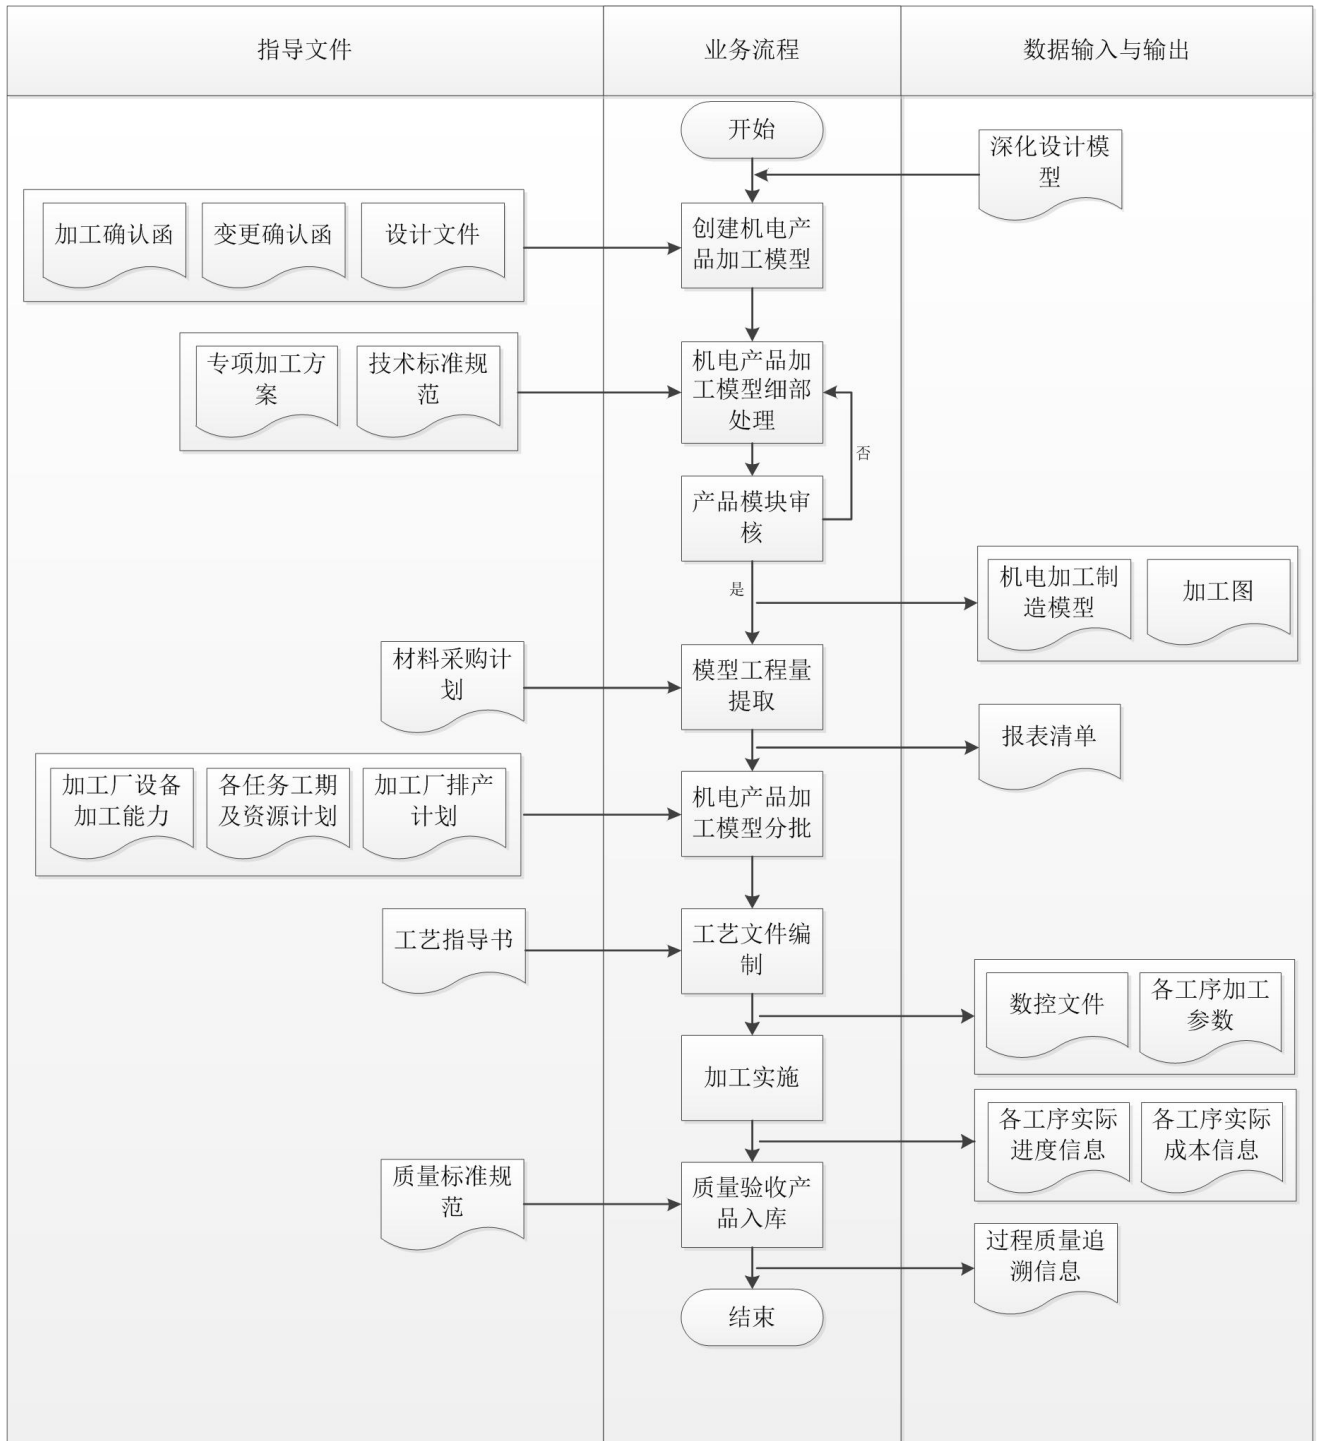 指导文件
业务流程
数据输入与输出
开始
深化设计模
型
加工确认函
变更确认函
设计文件
创建机电产
品加工模型
专项加工方
案
技术标准规
范
机电产品加
工模型细部
处理
否
产品模块审
核
是
机电加工制
造模型
加工图
材料采购计
划
模型工程量
提取
报表清单
加工厂设备
加工能力
各任务工期
及资源计划
加工厂排产
计划
机电产品加
工模型分批
工艺指导书
工艺文件编
制
数控文件
各工序加工
参数
加工实施
各工序实际
进度信息
各工序实际
成本信息
质量标准规
范
质量验收产
品入库
过程质量追
溯信息
结束